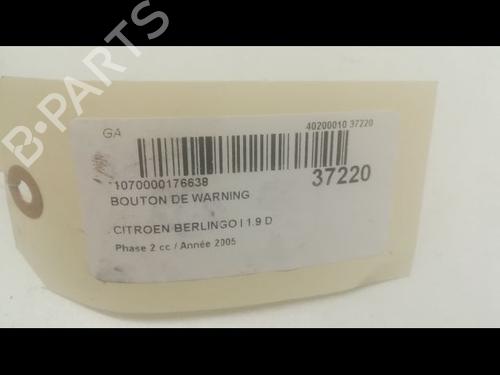 GA
40200010 37220
1070000176638
37220
BOUTON DE WARNING
CITROEN BERLINGO I 1.9 D
Phase 2 cc / Année 2005
B-PARTS